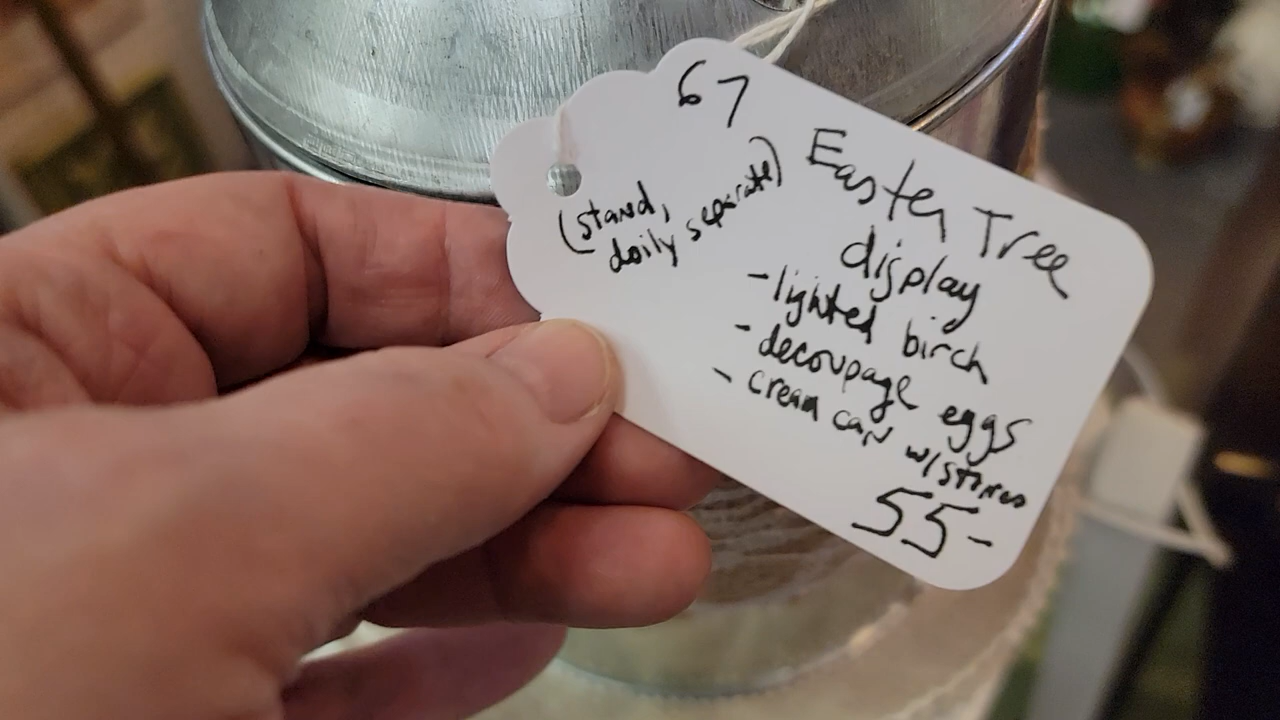 67
Easter Tree
display
- lighted birch
- decoupage eggs
- cream can w/stones
55-
(stand,
doily separate)